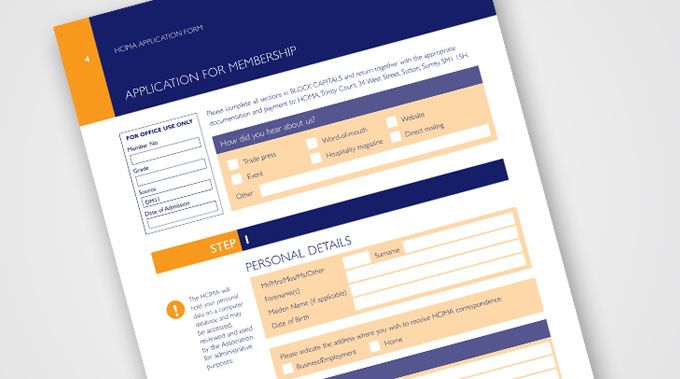 4
HCIMA APPLICATION FORM
APPLICATION FOR MEMBERSHIP
Please complete all sections in BLOCK CAPITALS and return together with the appropriate
documentation and payment to: HCIMA, Trinity Court, 34 West Street, Sutton, Surrey, SM1 1SH.
FOR OFFICE USE ONLY
Member No
Grade
Source
DM31
Date of Admission
How did you hear about us?
Trade press
Word-of-mouth
Website
Event
Hospitality magazine
Direct mailing
Other
STEP 1
PERSONAL DETAILS
Mr/Mrs/Miss/Ms/Other
Surname
Forename(s)
Maiden Name (if applicable)
Date of Birth
!
The HCIMA will
hold your personal
data on a computer
database and may
be accessed,
reviewed and used
by the Association
for administrative
purposes.
Please indicate the address where you wish to receive HCIMA correspondence:
Business/Employment
Home